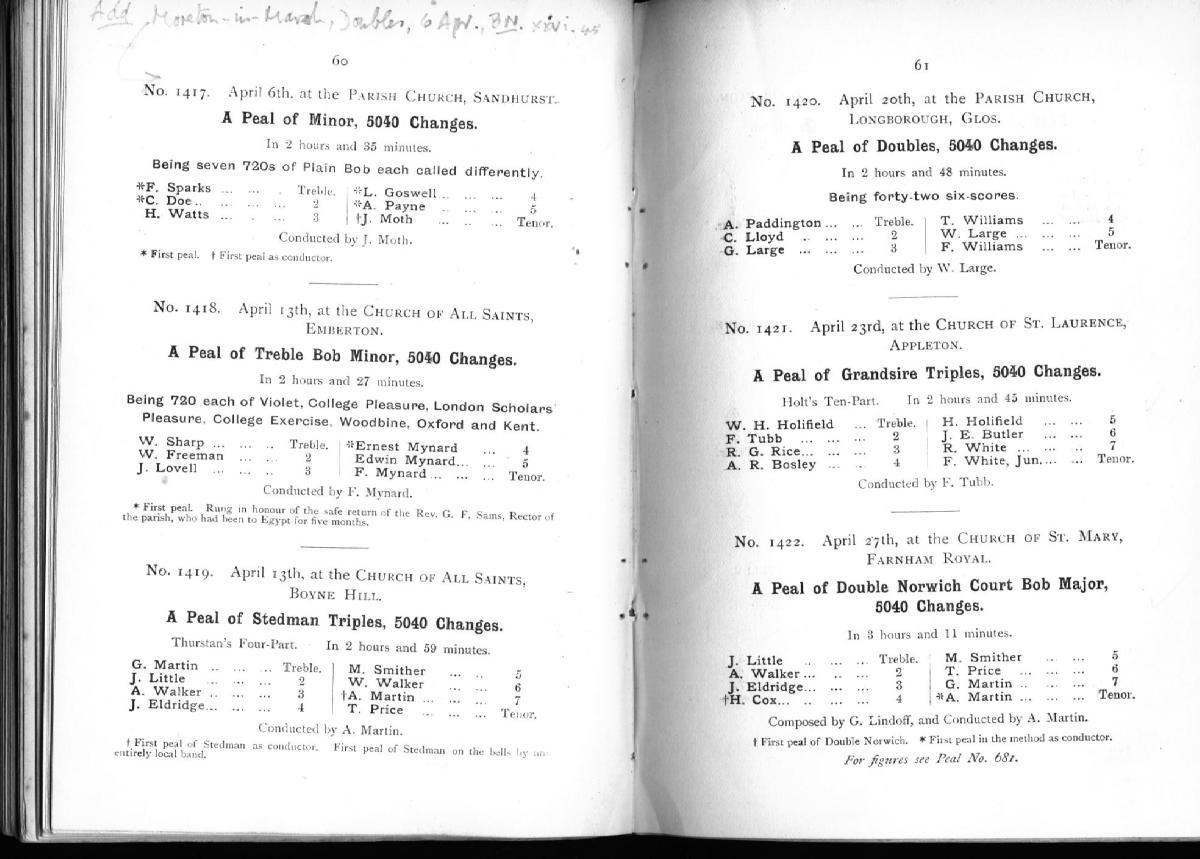 Add Moreton-in-Marsh, Doubles, 6 Apr., BN. xxvi. 45
60
No. 1417. April 6th, at the Parish Church, Sandhurst.
A Peal of Minor, 5040 Changes.
In 2 hours and 35 minutes.
Being seven 720s of Plain Bob each called differently.
*F. Sparks ... ... . Treble. *L. Goswell ... ... ... 4
*C. Doe .. ... ... 2 *A. Payne ... ... ... 5
H. Watts ... . ... 3 †J. Moth ... .. ... Tenor.
Conducted by J. Moth.
* First peal. † First peal as conductor.
No. 1418. April 13th, at the Church of All Saints,
Emberton.
A Peal of Treble Bob Minor, 5040 Changes.
In 2 hours and 27 minutes.
Being 720 each of Violet, College Pleasure, London Scholars'
Pleasure, College Exercise, Woodbine, Oxford and Kent.
W. Sharp ... ... .. Treble. *Ernest Mynard ... 4
W. Freeman ... ... 2 Edwin Mynard... ... 5
J. Lovell ... ... 3 F. Mynard ... ... ... Tenor.
Conducted by F. Mynard.
* First peal. Rung in honour of the safe return of the Rev. G. F. Sams, Rector of
the parish, who had been to Egypt for five months.
No. 1419. April 13th, at the Church of All Saints,
Boyne Hill.
A Peal of Stedman Triples, 5040 Changes.
Thurstan's Four-Part. In 2 hours and 59 minutes.
G. Martin .. ... ... Treble. M. Smither ... .. 5
J. Little ... ... ... 2 W. Walker ... ... 6
A. Walker .. ... ... 3 †A. Martin ... ... ... 7
J. Eldridge... ... ... 4 T. Price ... ... ... Tenor.
Conducted by A. Martin.
† First peal of Stedman as conductor. First peal of Stedman on the bells by an
entirely local band.
61
No. 1420. April 20th, at the Parish Church,
Longborough, Glos.
A Peal of Doubles, 5040 Changes.
In 2 hours and 48 minutes.
Being forty-two six-scores.
A. Paddington ... ... Treble. T. Williams ... ... 4
C. Lloyd .. ... ... 2 W. Large ... ... ... 5
G. Large ... ... ... 3 F. Williams ... ... Tenor.
Conducted by W. Large.
No. 1421. April 23rd, at the Church of St. Laurence,
Appleton.
A Peal of Grandsire Triples, 5040 Changes.
Holt's Ten-Part. In 2 hours and 45 minutes.
W. H. Holifield ... Treble. H. Holifield ... ... 5
F. Tubb ... ... ... 2 J. E. Butler ... ... 6
R. G. Rice... ... ... 3 R. White ... ... ... 7
A. R. Bosley ... ... 4 F. White, Jun.... ... Tenor.
Conducted by F. Tubb.
No. 1422. April 27th, at the Church of St. Mary,
Farnham Royal.
A Peal of Double Norwich Court Bob Major,
5040 Changes.
In 3 hours and 11 minutes.
J. Little .. ... ... Treble. M. Smither ... ... 5
A. Walker ... .. ... 2 T. Price ... ... ... 6
J. Eldridge... ... ... 3 G. Martin ... ... ... 7
†H. Cox... .. ... ... 4 *A. Martin ... ... ... Tenor.
Composed by G. Lindoff, and Conducted by A. Martin.
† First peal of Double Norwich. * First peal in the method as conductor.
For figures see Peal No. 681.